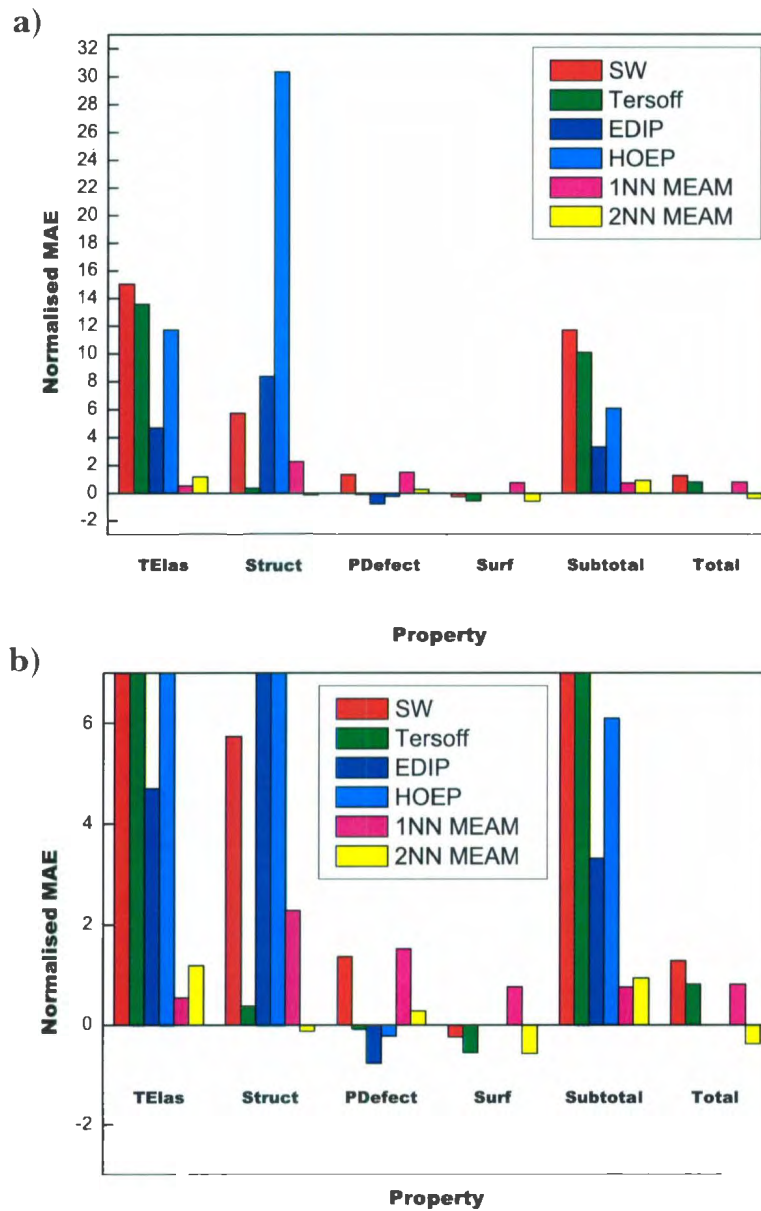 a)
32
30
28
26
24
22
20
18
16
14
12
10
8
6
4
2
0
-2
Normalised MAE
SW
Tersoff
EDIP
HOEP
1NN MEAM
2NN MEAM
TElas Struct PDefect Surf Subtotal Total
Property
b)
6
4
2
0
-2
Normalised MAE
SW
Tersoff
EDIP
HOEP
1NN MEAM
2NN MEAM
TElas Struct PDefect Surf Subtotal Total
Property